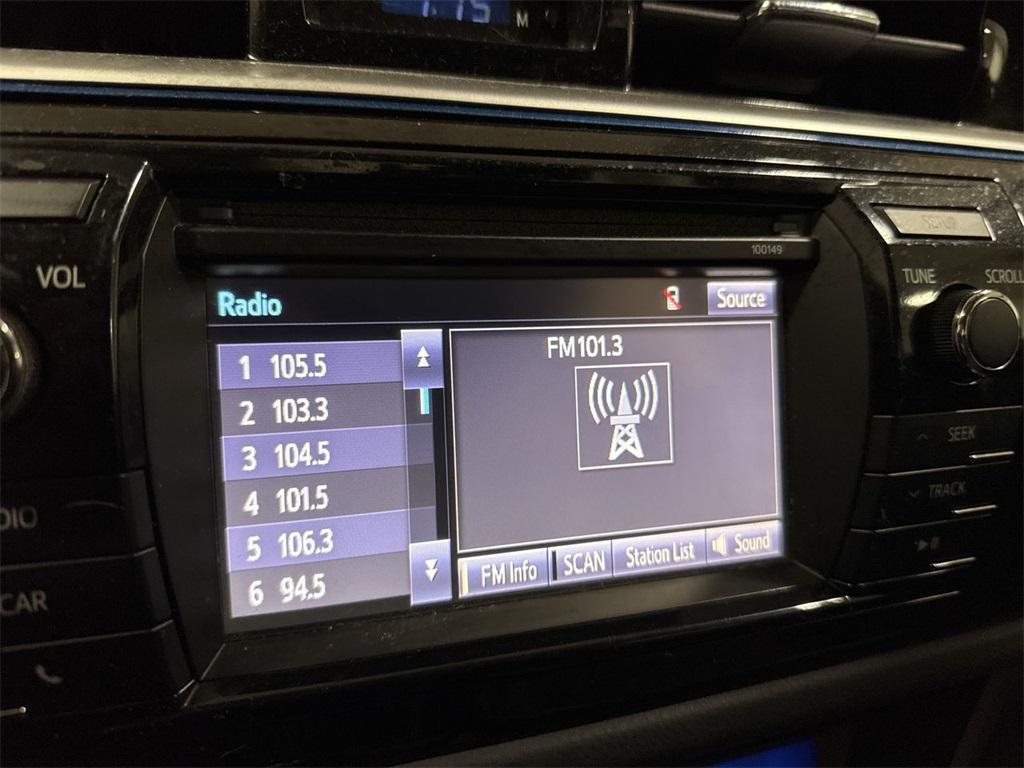 M
100149
SETUP
VOL
TUNE
SCROLL
Radio
Source
1 105.5
2 103.3
3 104.5
4 101.5
5 106.3
6 94.5
FM101.3
FM Info
SCAN
Station List
Sound
SEEK
TRACK
CAR